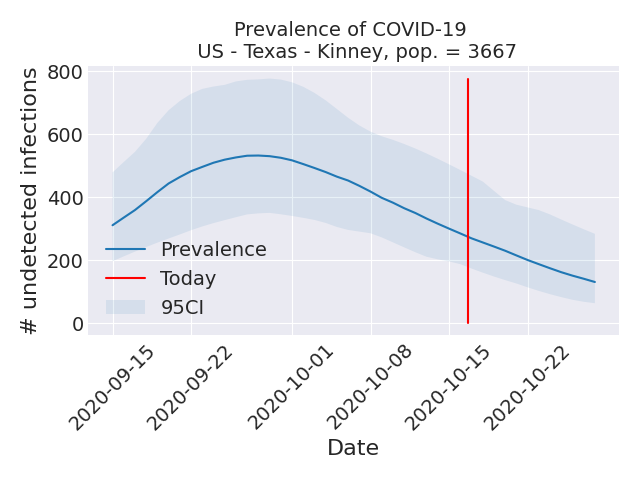 Prevalence of COVID-19
US - Texas - Kinney, pop. = 3667
# undetected infections
800
600
400
200
0
Prevalence
Today
95CI
2020-09-15
2020-09-22
2020-10-01
2020-10-08
2020-10-15
2020-10-22
Date